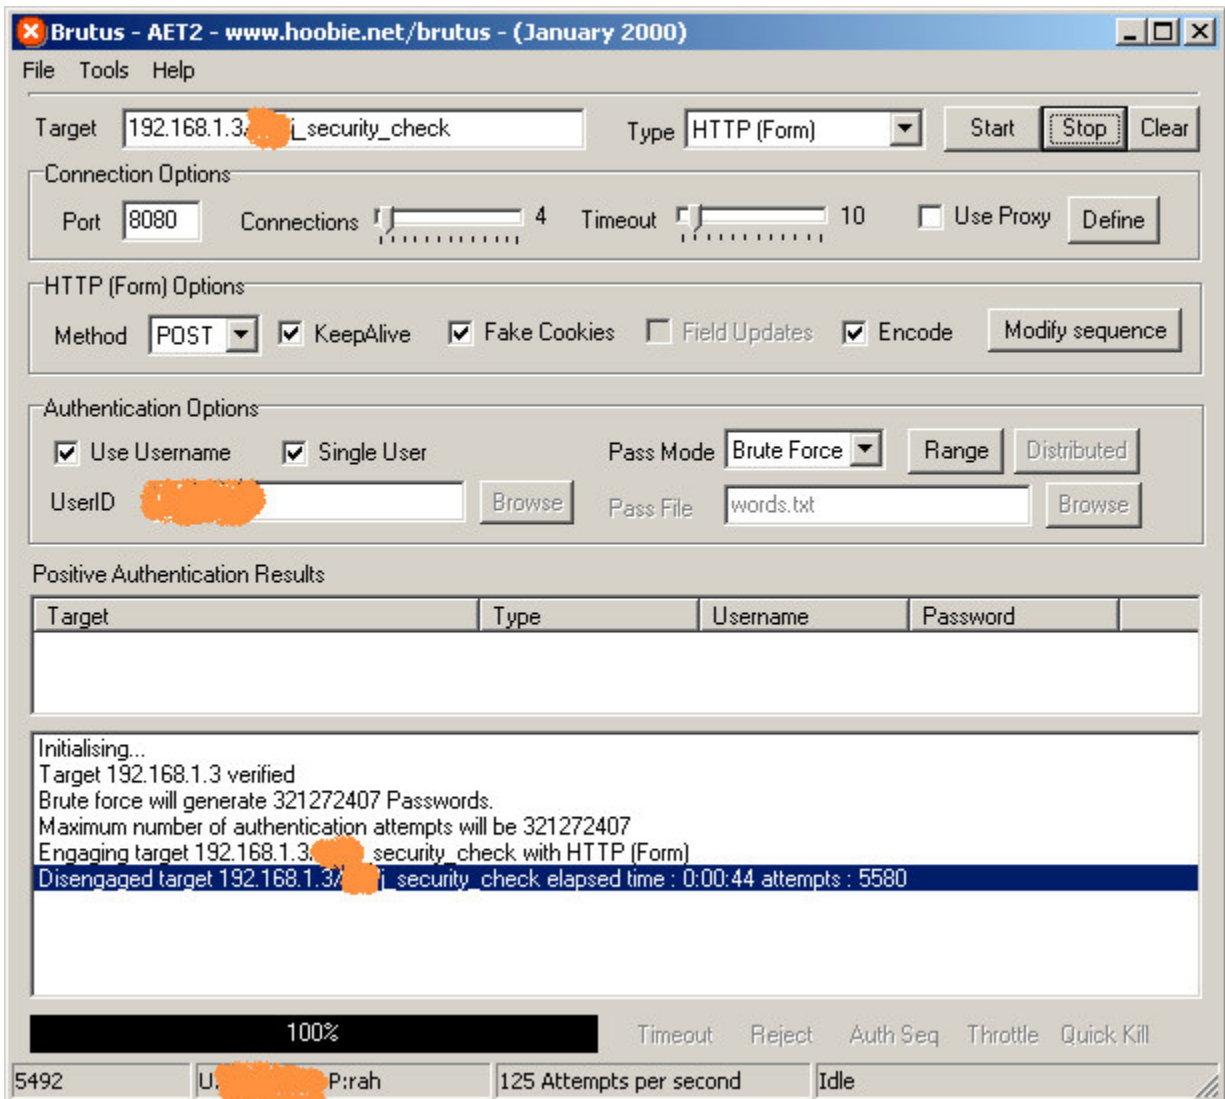 Brutus - AET2 - www.hoobie.net/brutus - (January 2000)
File Tools Help
Target 192.168.1.3/ j_security_check Type HTTP (Form) Start Stop Clear
Connection Options
Port 8080 Connections 4 Timeout 10 Use Proxy Define
HTTP (Form) Options
Method POST KeepAlive Fake Cookies Field Updates Encode Modify sequence
Authentication Options
Use Username Single User Pass Mode Brute Force Range Distributed
UserID Browse Pass File words.txt Browse
Positive Authentication Results
Target Type Username Password
Initialising...
Target 192.168.1.3 verified
Brute force will generate 321272407 Passwords.
Maximum number of authentication attempts will be 321272407
Engaging target 192.168.1.3 _security_check with HTTP (Form)
Disengaged target 192.168.1.3/ j_security_check elapsed time : 0:00:44 attempts : 5580
100% Timeout Reject Auth Seq Throttle Quick Kill
5492 U: P:rah 125 Attempts per second Idle